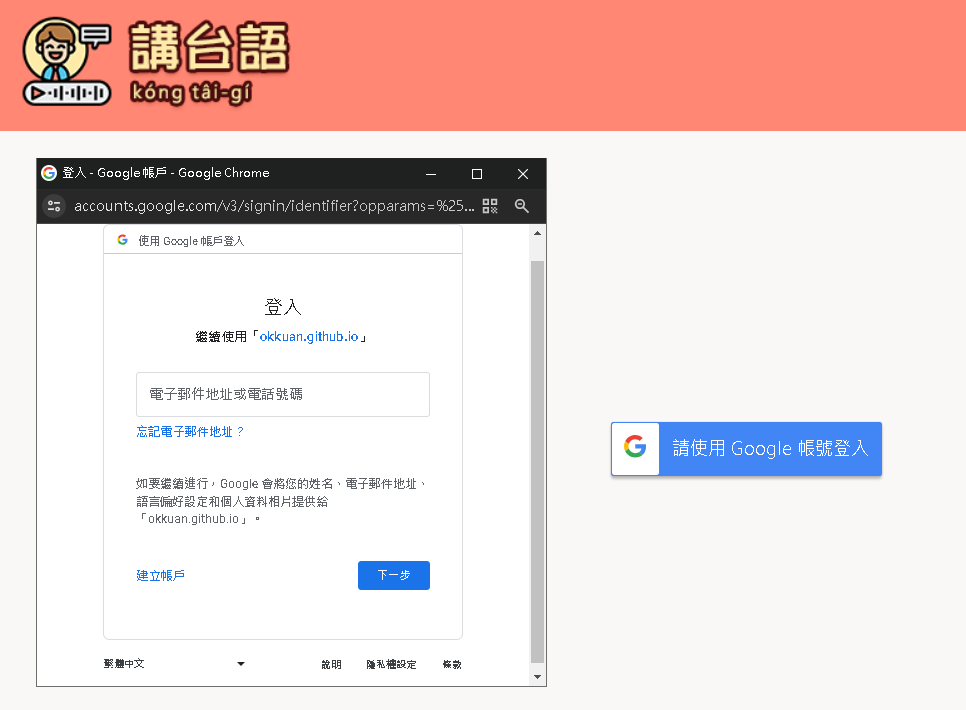 講台語
kóng tâi-gí
登入 - Google 帳戶 - Google Chrome
accounts.google.com/v3/signin/identifier?opparams=%25...
使用 Google 帳戶登入
登入
繼續使用「okkuan.github.io」
電子郵件地址或電話號碼
忘記電子郵件地址？
如要繼續進行，Google 會將您的姓名、電子郵件地址、
語言偏好設定和個人資料相片提供給
「okkuan.github.io」。
建立帳戶
下一步
繁體中文
說明
隱私權設定
條款
請使用 Google 帳號登入